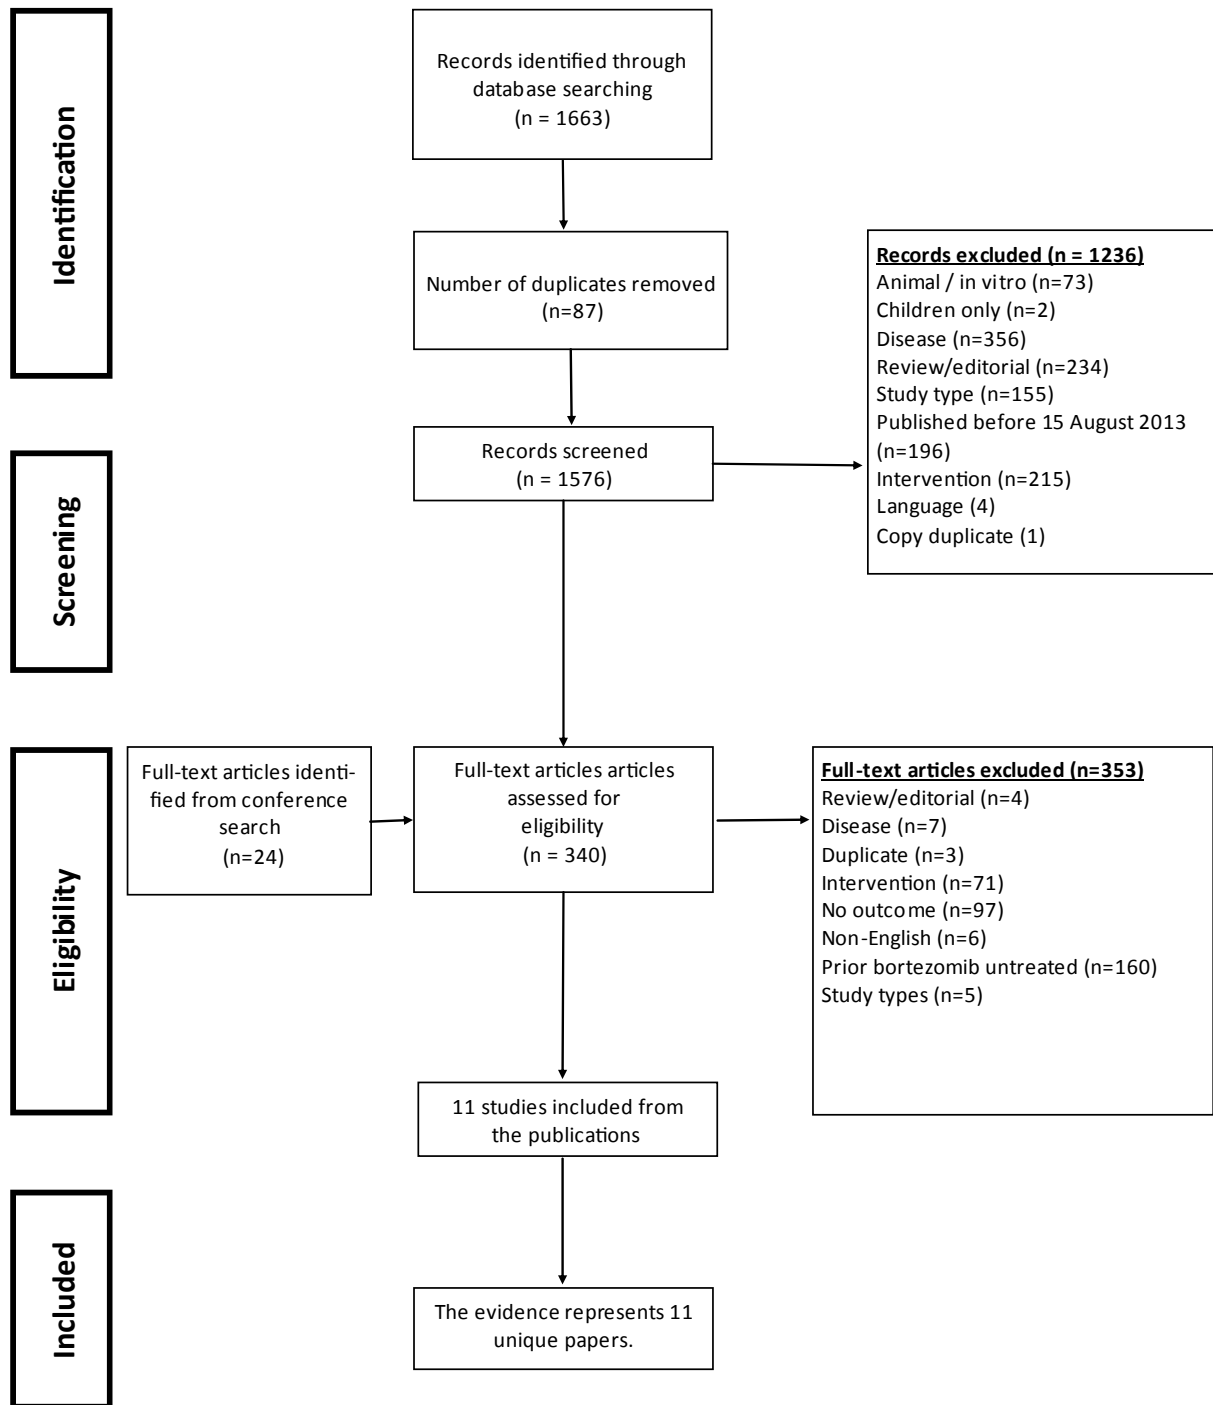 Identification
Records identified through
database searching
(n = 1663)
Number of duplicates removed
(n=87)
Records excluded (n = 1236)
Animal / in vitro (n=73)
Children only (n=2)
Disease (n=356)
Review/editorial (n=234)
Study type (n=155)
Published before 15 August 2013
(n=196)
Intervention (n=215)
Language (4)
Copy duplicate (1)
Screening
Records screened
(n = 1576)
Eligibility
Full-text articles identi-
fied from conference
search
(n=24)
Full-text articles articles
assessed for
eligibility
(n = 340)
Full-text articles excluded (n=353)
Review/editorial (n=4)
Disease (n=7)
Duplicate (n=3)
Intervention (n=71)
No outcome (n=97)
Non-English (n=6)
Prior bortezomib untreated (n=160)
Study types (n=5)
11 studies included from
the publications
Included
The evidence represents 11
unique papers.